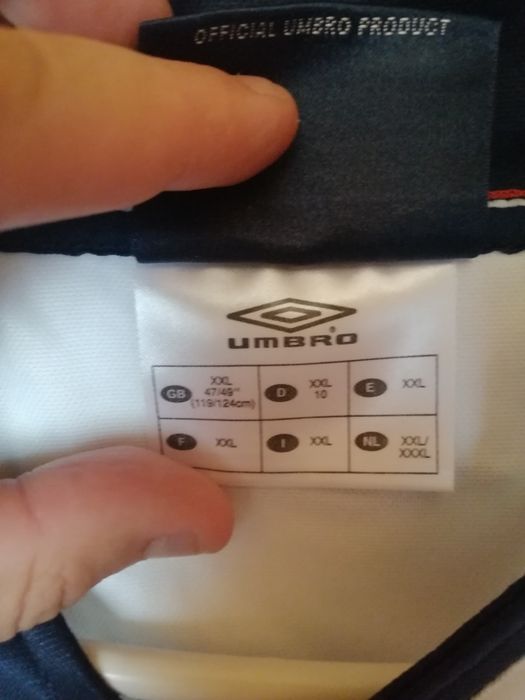 OFFICIAL UMBRO PRODUCT
UMBRO®
GB XXL 47/49" (119/124cm)
D XXL 10
E XXL
F XXL
I XXL
NL XXL/ XXXL